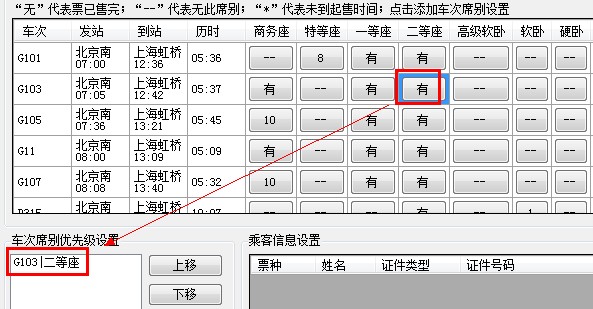 “无”代表票已售完；“--”代表无此席别；“*”代表未到起售时间；点击添加车次席别设置
车次 发站 到站 历时 商务座 特等座 一等座 二等座 高级软卧 软卧 硬卧
G101 北京南 07:00 上海虹桥 12:36 05:36 -- 8 有 有 -- -- --
G103 北京南 07:05 上海虹桥 12:42 05:37 有 -- 有 有 -- -- --
G105 北京南 07:36 上海虹桥 13:21 05:45 10 -- 有 有 -- -- --
G11 北京南 08:00 上海虹桥 13:09 05:09 有 -- 有 有 -- -- --
G107 北京南 08:08 上海虹桥 13:40 05:32 10 -- 有 有 -- -- --
北京南 上海虹桥
车次席别优先级设置
G103|二等座
上移
下移
乘客信息设置
票种 姓名 证件类型 证件号码